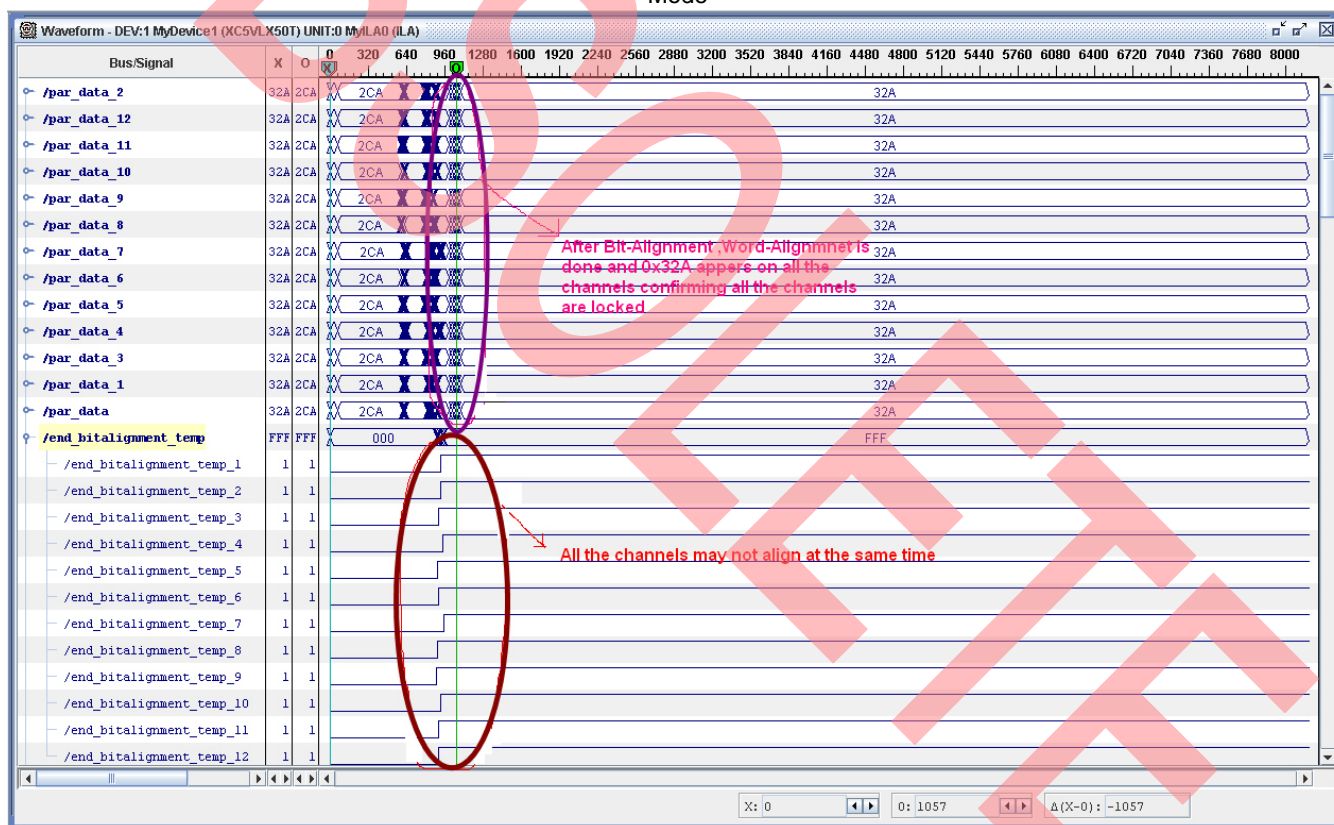 Mode
Waveform - DEV:1 MyDevice1 (XC5VLX50T) UNIT:0 MyILA0 (ILA)
Bus/Signal X O 0 320 640 960 1280 1600 1920 2240 2560 2880 3200 3520 3840 4160 4480 4800 5120 5440 5760 6080 6400 6720 7040 7360 7680 8000
X O
/par_data_2 32A 2CA 2CA 32A
/par_data_12 32A 2CA 2CA 32A
/par_data_11 32A 2CA 2CA 32A
/par_data_10 32A 2CA 2CA 32A
/par_data_9 32A 2CA 2CA 32A
/par_data_8 32A 2CA 2CA 32A
/par_data_7 32A 2CA 2CA 32A
/par_data_6 32A 2CA 2CA 32A
/par_data_5 32A 2CA 2CA 32A
/par_data_4 32A 2CA 2CA 32A
/par_data_3 32A 2CA 2CA 32A
/par_data_1 32A 2CA 2CA 32A
/par_data 32A 2CA 2CA 32A
After Bit-Alignment ,Word-Alignmnet is
done and 0x32A appers on all the
channels confirming all the channels
are locked
/end_bitalignment_temp FFF FFF 000 FFF
/end_bitalignment_temp_1 1 1
/end_bitalignment_temp_2 1 1
/end_bitalignment_temp_3 1 1
/end_bitalignment_temp_4 1 1
/end_bitalignment_temp_5 1 1
/end_bitalignment_temp_6 1 1
/end_bitalignment_temp_7 1 1
/end_bitalignment_temp_8 1 1
/end_bitalignment_temp_9 1 1
/end_bitalignment_temp_10 1 1
/end_bitalignment_temp_11 1 1
/end_bitalignment_temp_12 1 1
All the channels may not align at the same time
X: 0 O: 1057 Δ(X-O): -1057